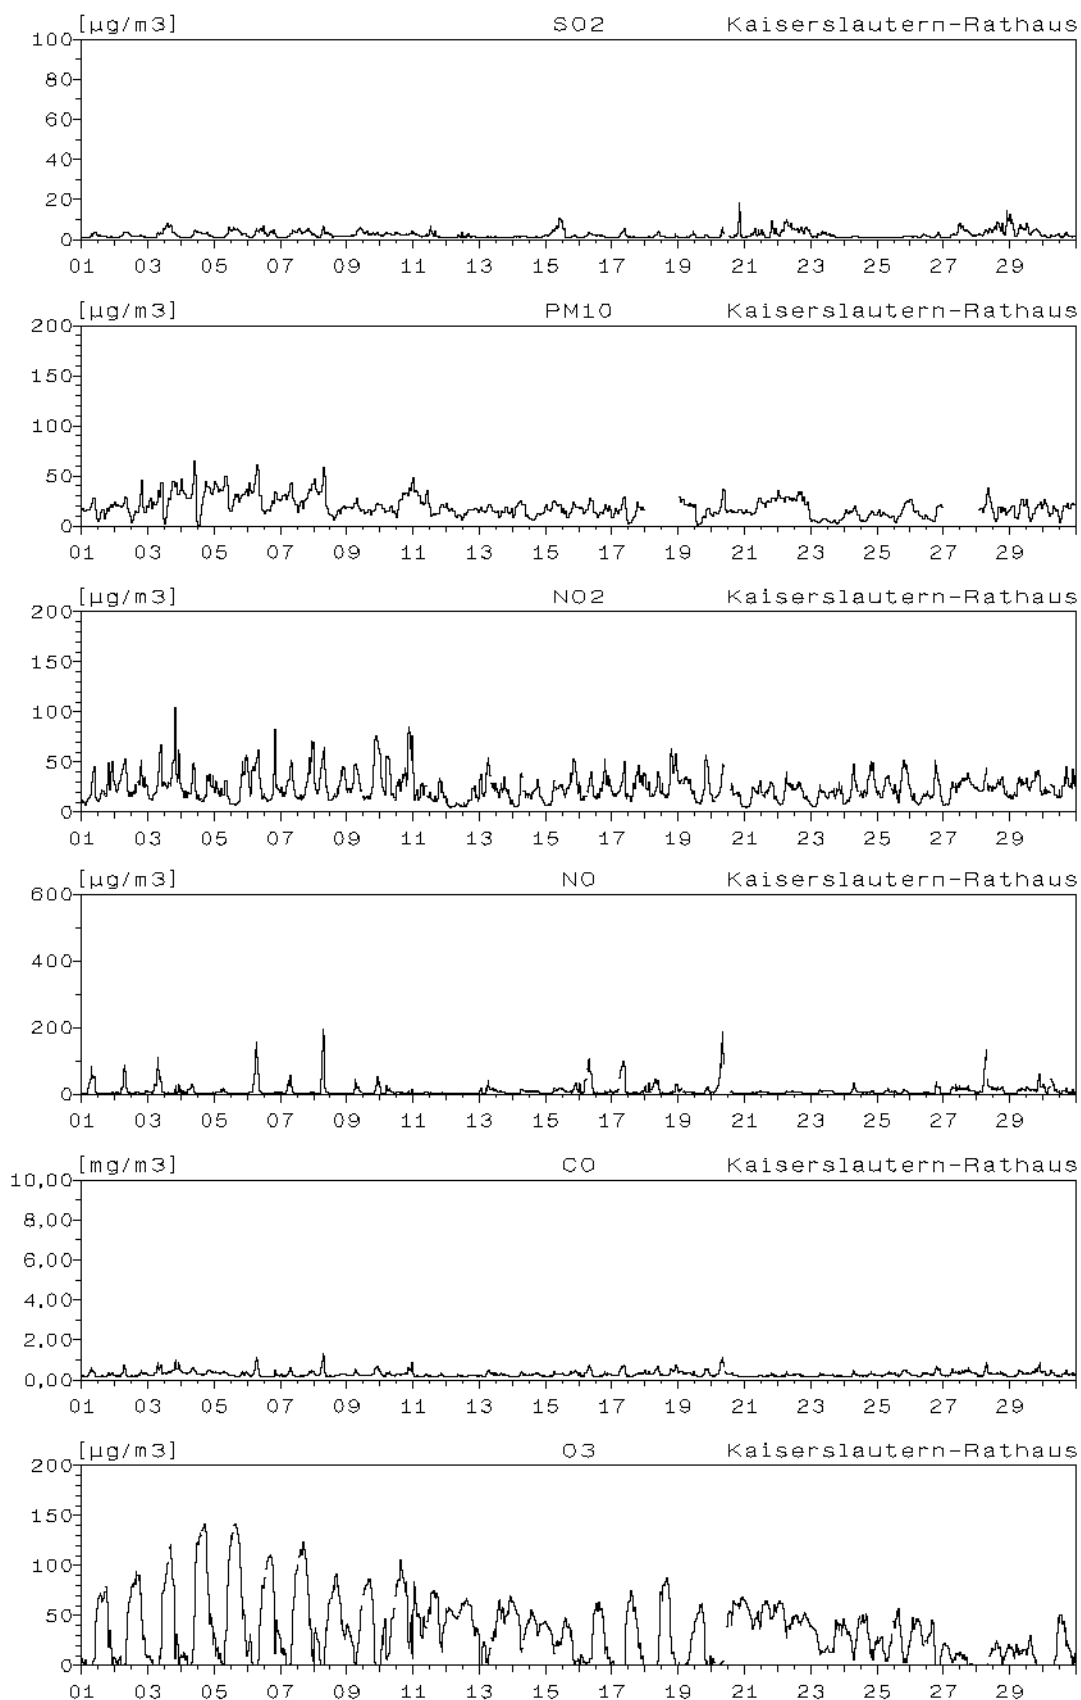 [µg/m3] SO2 Kaiserslautern-Rathaus
100
80
60
40
20
0
01 03 05 07 09 11 13 15 17 19 21 23 25 27 29
[µg/m3] PM10 Kaiserslautern-Rathaus
200
150
100
50
0
01 03 05 07 09 11 13 15 17 19 21 23 25 27 29
[µg/m3] NO2 Kaiserslautern-Rathaus
200
150
100
50
0
01 03 05 07 09 11 13 15 17 19 21 23 25 27 29
[µg/m3] NO Kaiserslautern-Rathaus
600
400
200
0
01 03 05 07 09 11 13 15 17 19 21 23 25 27 29
[mg/m3] CO Kaiserslautern-Rathaus
10,00
8,00
6,00
4,00
2,00
0,00
01 03 05 07 09 11 13 15 17 19 21 23 25 27 29
[µg/m3] O3 Kaiserslautern-Rathaus
200
150
100
50
0
01 03 05 07 09 11 13 15 17 19 21 23 25 27 29